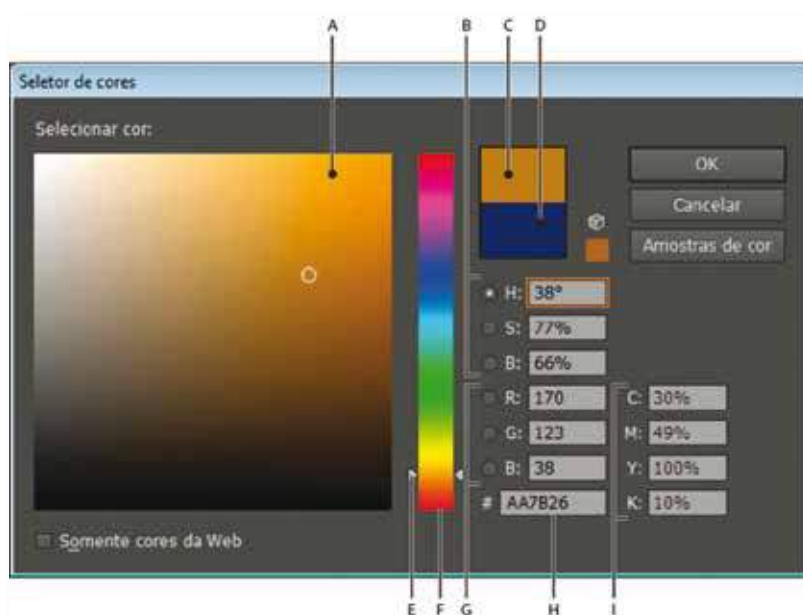 A B C D
Seletor de cores
Selecionar cor:
OK
Cancelar
Amostras de cor
H: 38°
S: 77%
B: 66%
R: 170 C: 30%
G: 123 M: 49%
B: 38 Y: 100%
# AA7B26 K: 10%
Somente cores da Web
E F G H I